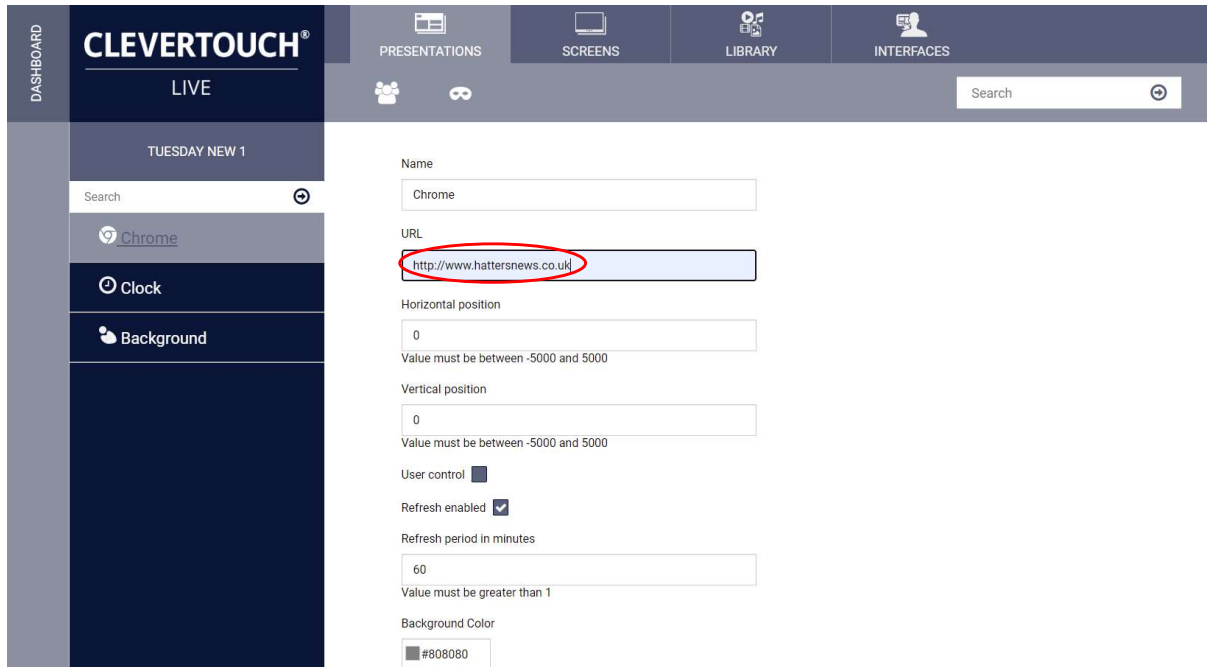 DASHBOARD
CLEVERTOUCH®
LIVE
PRESENTATIONS
SCREENS
LIBRARY
INTERFACES
Search
TUESDAY NEW 1
Search
Chrome
Clock
Background
Name
Chrome
URL
http://www.hattersnews.co.uk
Horizontal position
0
Value must be between -5000 and 5000
Vertical position
0
Value must be between -5000 and 5000
User control
Refresh enabled
Refresh period in minutes
60
Value must be greater than 1
Background Color
#808080